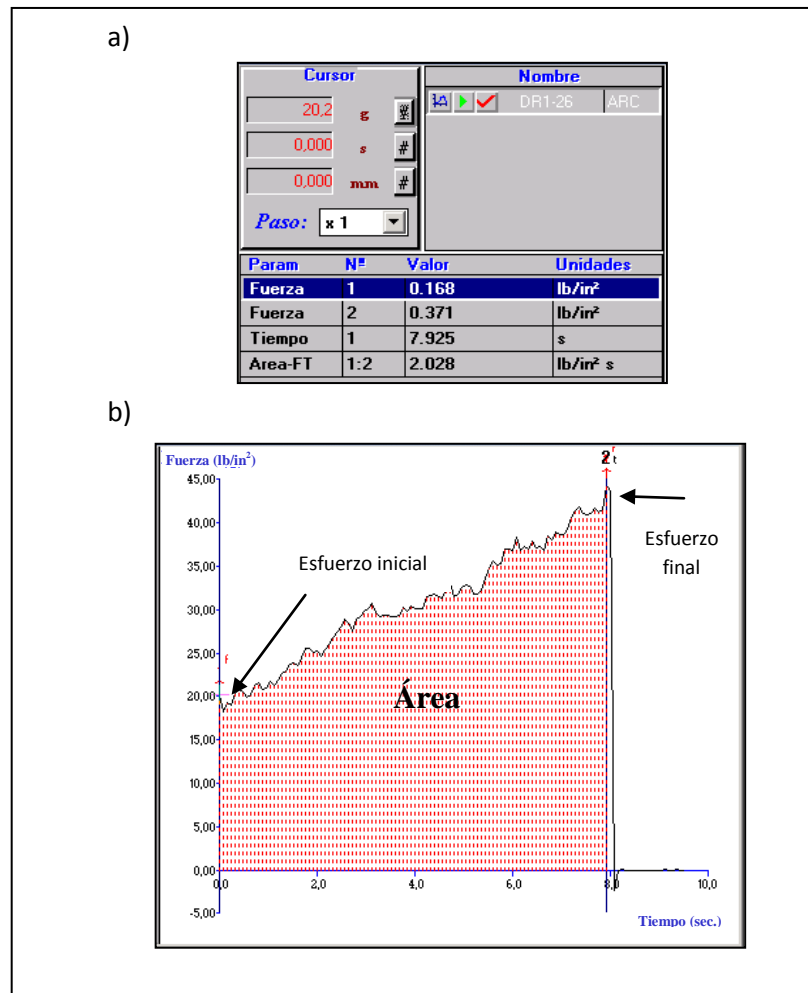 a)
Cursor
Nombre
20,2 g #
DR1-26 ARC
0,000 s #
0,000 mm #
Paso: x 1
Param Nº Valor Unidades
Fuerza 1 0.168 lb/in²
Fuerza 2 0.371 lb/in²
Tiempo 1 7.925 s
Area-FT 1:2 2.028 lb/in² s
b)
Fuerza (lb/in²)
2 t
45,00
40,00
Esfuerzo final
35,00
Esfuerzo inicial
30,00
25,00
f
20,00
Área
15,00
10,00
5,00
0,00
0,0 2,0 4,0 6,0 8,0 10,0
-5,00
Tiempo (sec.)